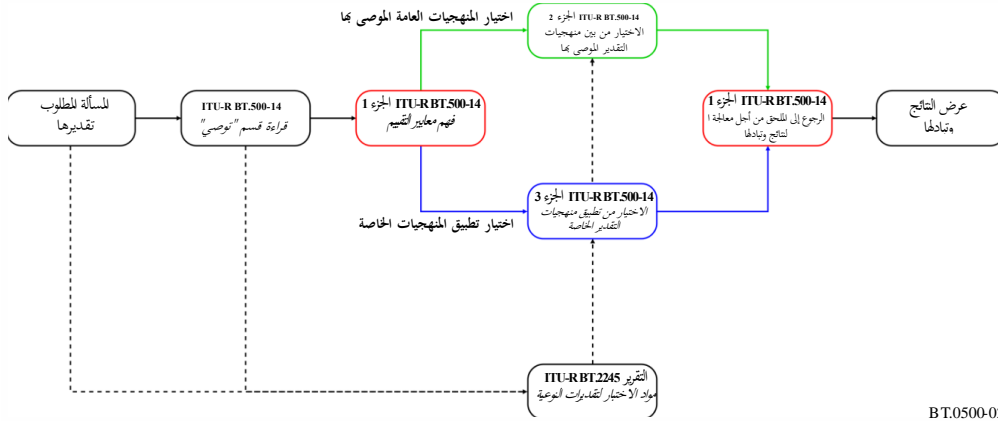 اختيار المنهجيات العامة الموصى بها
ITU-R BT.500-14 الجزء 2
الاختيار من بين منهجيات
التقدير الموصى بها
المسألة المطلوب
تقديرها
ITU-R BT.500-14
قراءة قسم "توصي"
ITU-R BT.500-14 الجزء 1
فهم معايير التقييم
ITU-R BT.500-14 الجزء 1
الرجوع إلى الملحق من أجل معالجة ا
لنتائج وتبادلها
عرض النتائج
وتبادلها
ITU-R BT.500-14 الجزء 3
الاختيار من تطبيق منهجيات
التقدير الخاصة
اختيار تطبيق المنهجيات الخاصة
التقرير ITU-R BT.2245
مواد الاختبار لتقديرات النوعية